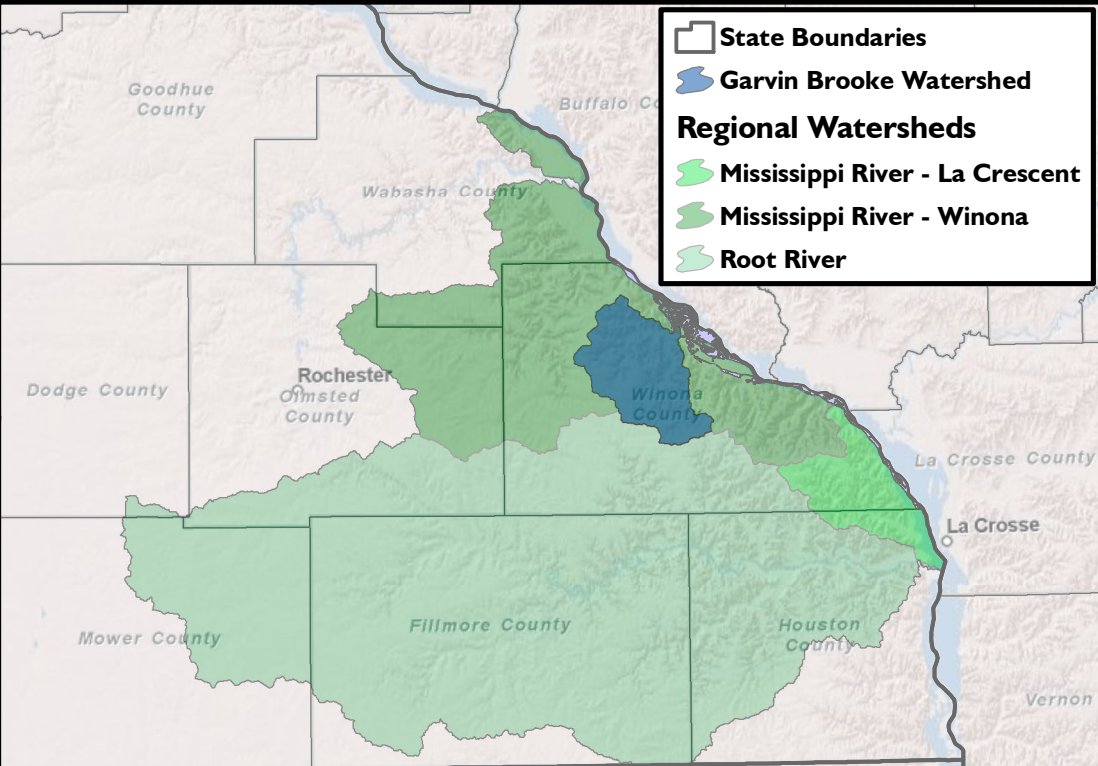 State Boundaries
Garvin Brooke Watershed
Regional Watersheds
Mississippi River - La Crescent
Mississippi River - Winona
Root River
Goodhue
County
Buffalo Co
Wabasha County
Dodge County
Rochester
Olmsted
County
Winona
County
La Crosse County
La Crosse
Mower County
Fillmore County
Houston
County
Vernon